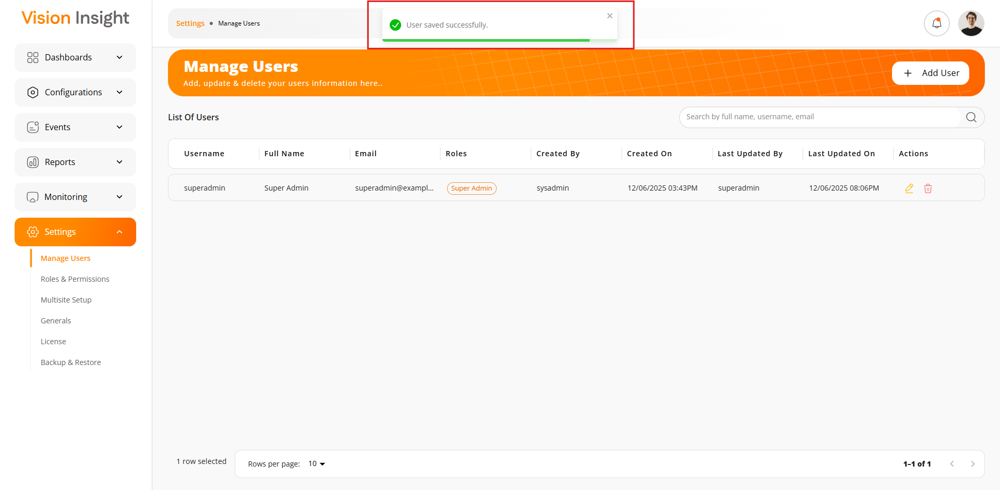 Vision Insight
Settings • Manage Users
User saved successfully.
Dashboards
Configurations
Events
Reports
Monitoring
Settings
Manage Users
Roles & Permissions
Multisite Setup
Generals
License
Backup & Restore
Manage Users
Add, update & delete your users information here..
+ Add User
List Of Users
Search by full name, username, email
Username Full Name Email Roles Created By Created On Last Updated By Last Updated On Actions
superadmin Super Admin superadmin@exampl... Super Admin sysadmin 12/06/2025 03:43PM superadmin 12/06/2025 08:06PM
1 row selected
Rows per page: 10
1–1 of 1